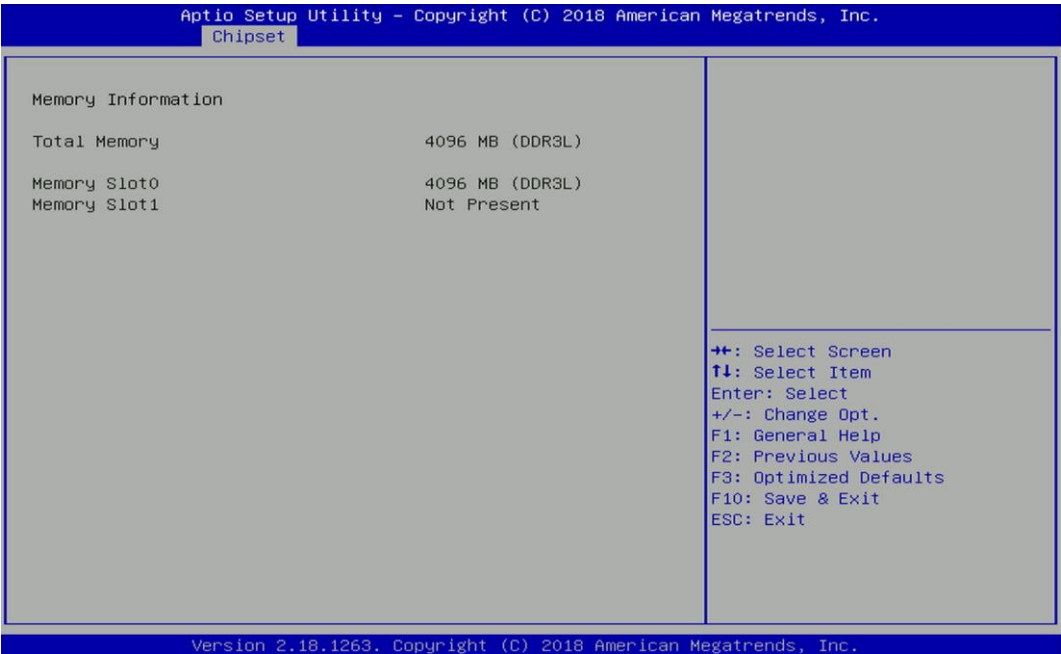 Aptio Setup Utility – Copyright (C) 2018 American Megatrends, Inc.
Chipset
Memory Information
Total Memory 4096 MB (DDR3L)
Memory Slot0 4096 MB (DDR3L)
Memory Slot1 Not Present
→←: Select Screen
↑↓: Select Item
Enter: Select
+/-: Change Opt.
F1: General Help
F2: Previous Values
F3: Optimized Defaults
F10: Save & Exit
ESC: Exit
Version 2.18.1263. Copyright (C) 2018 American Megatrends, Inc.